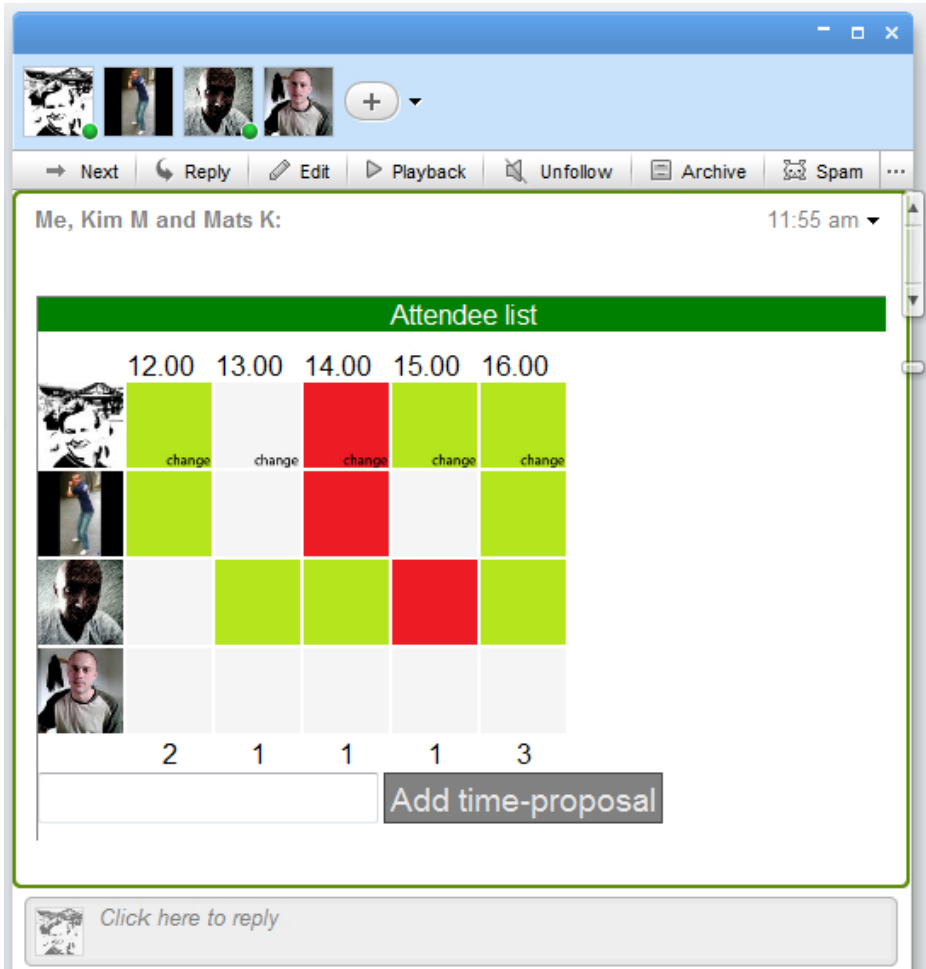 Next Reply Edit Playback Unfollow Archive Spam ...
Me, Kim M and Mats K: 11:55 am
Attendee list
12.00 13.00 14.00 15.00 16.00
change change change change change
2 1 1 1 3
Add time-proposal
Click here to reply